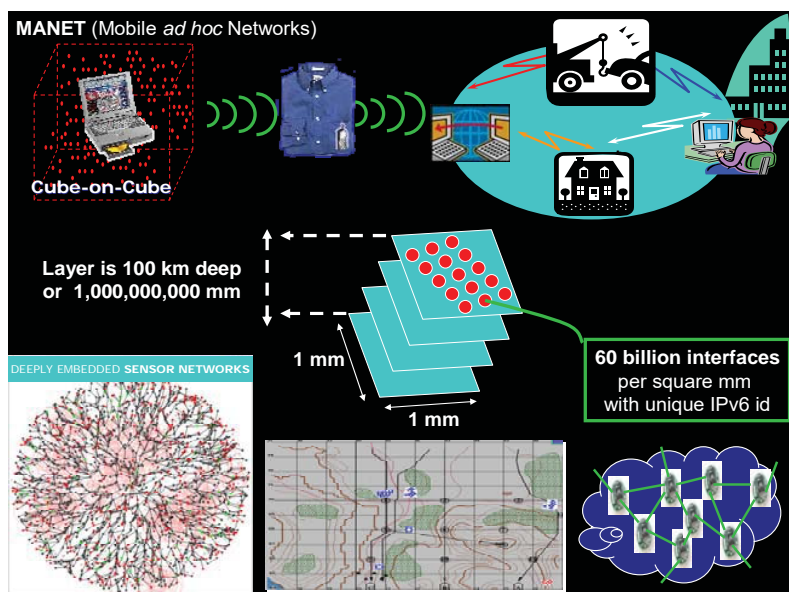 MANET (Mobile ad hoc Networks)
Cube-on-Cube
Layer is 100 km deep
or 1,000,000,000 mm
1 mm
1 mm
60 billion interfaces
per square mm
with unique IPv6 id
DEEPLY EMBEDDED SENSOR NETWORKS